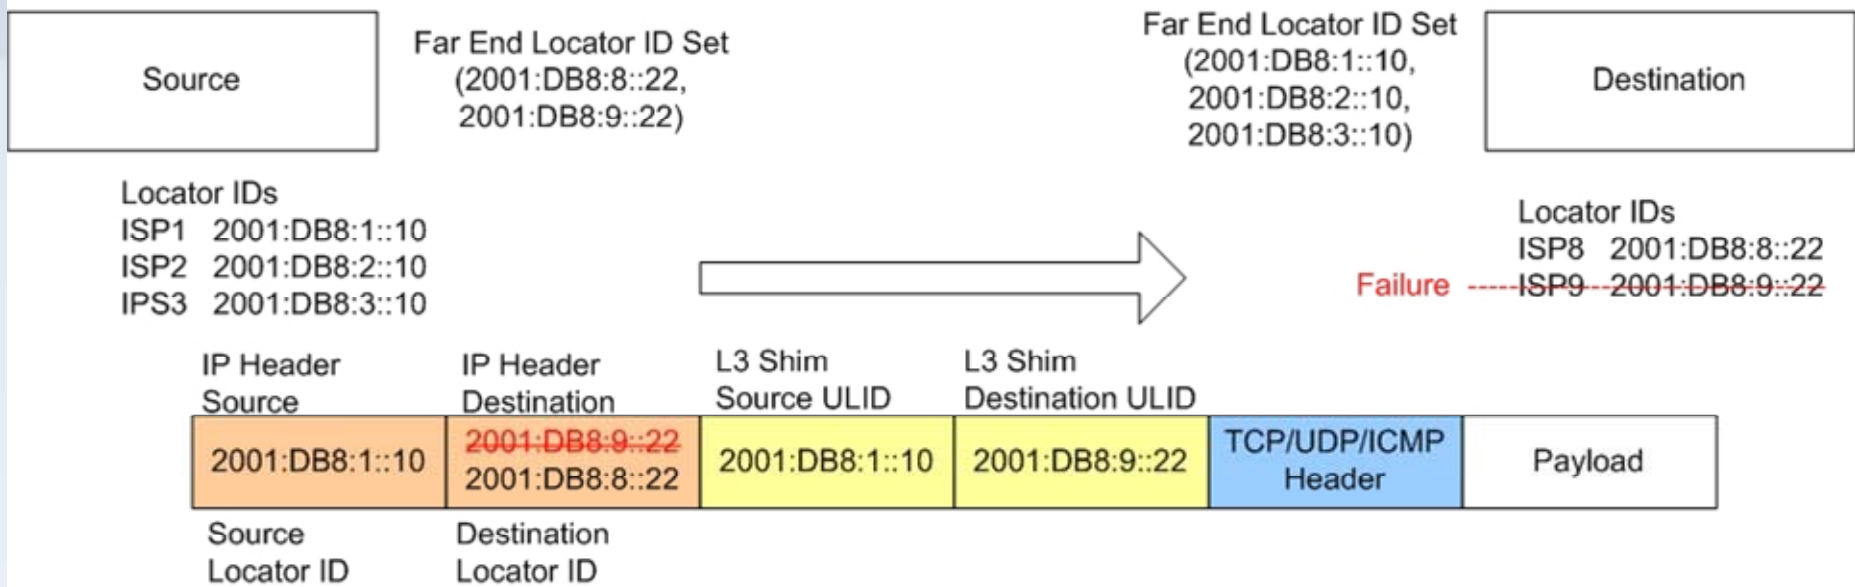 Source
Far End Locator ID Set
(2001:DB8:8::22,
2001:DB8:9::22)
Far End Locator ID Set
(2001:DB8:1::10,
2001:DB8:2::10,
2001:DB8:3::10)
Destination
Locator IDs
ISP1 2001:DB8:1::10
ISP2 2001:DB8:2::10
IPS3 2001:DB8:3::10
Locator IDs
ISP8 2001:DB8:8::22
Failure ISP9 2001:DB8:9::22
IP Header
Source
IP Header
Destination
L3 Shim
Source ULID
L3 Shim
Destination ULID
2001:DB8:1::10
2001:DB8:9::22
2001:DB8:8::22
2001:DB8:1::10
2001:DB8:9::22
TCP/UDP/ICMP
Header
Payload
Source
Locator ID
Destination
Locator ID